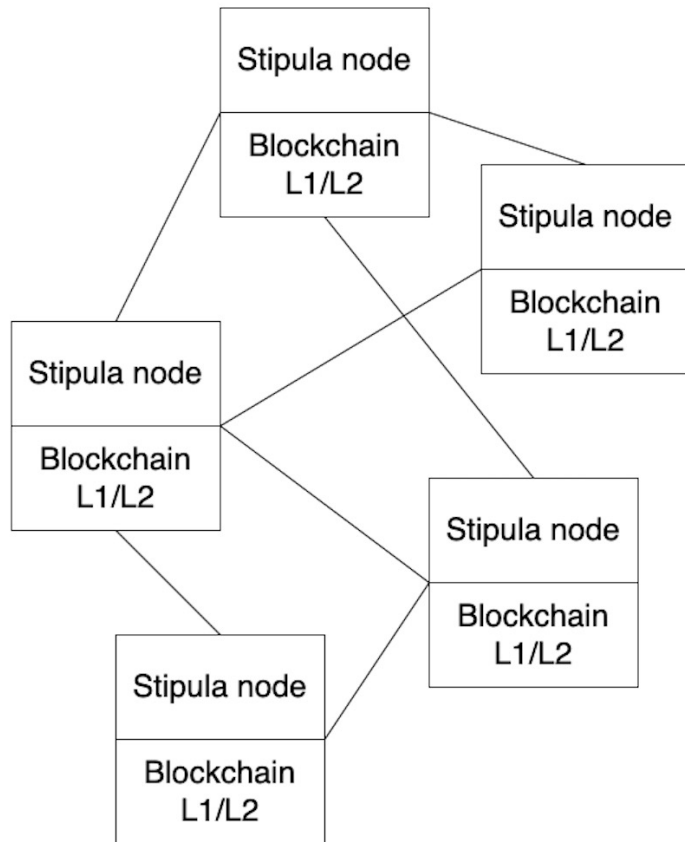 Stipula node
Blockchain
L1/L2
Stipula node
Blockchain
L1/L2
Stipula node
Blockchain
L1/L2
Stipula node
Blockchain
L1/L2
Stipula node
Blockchain
L1/L2